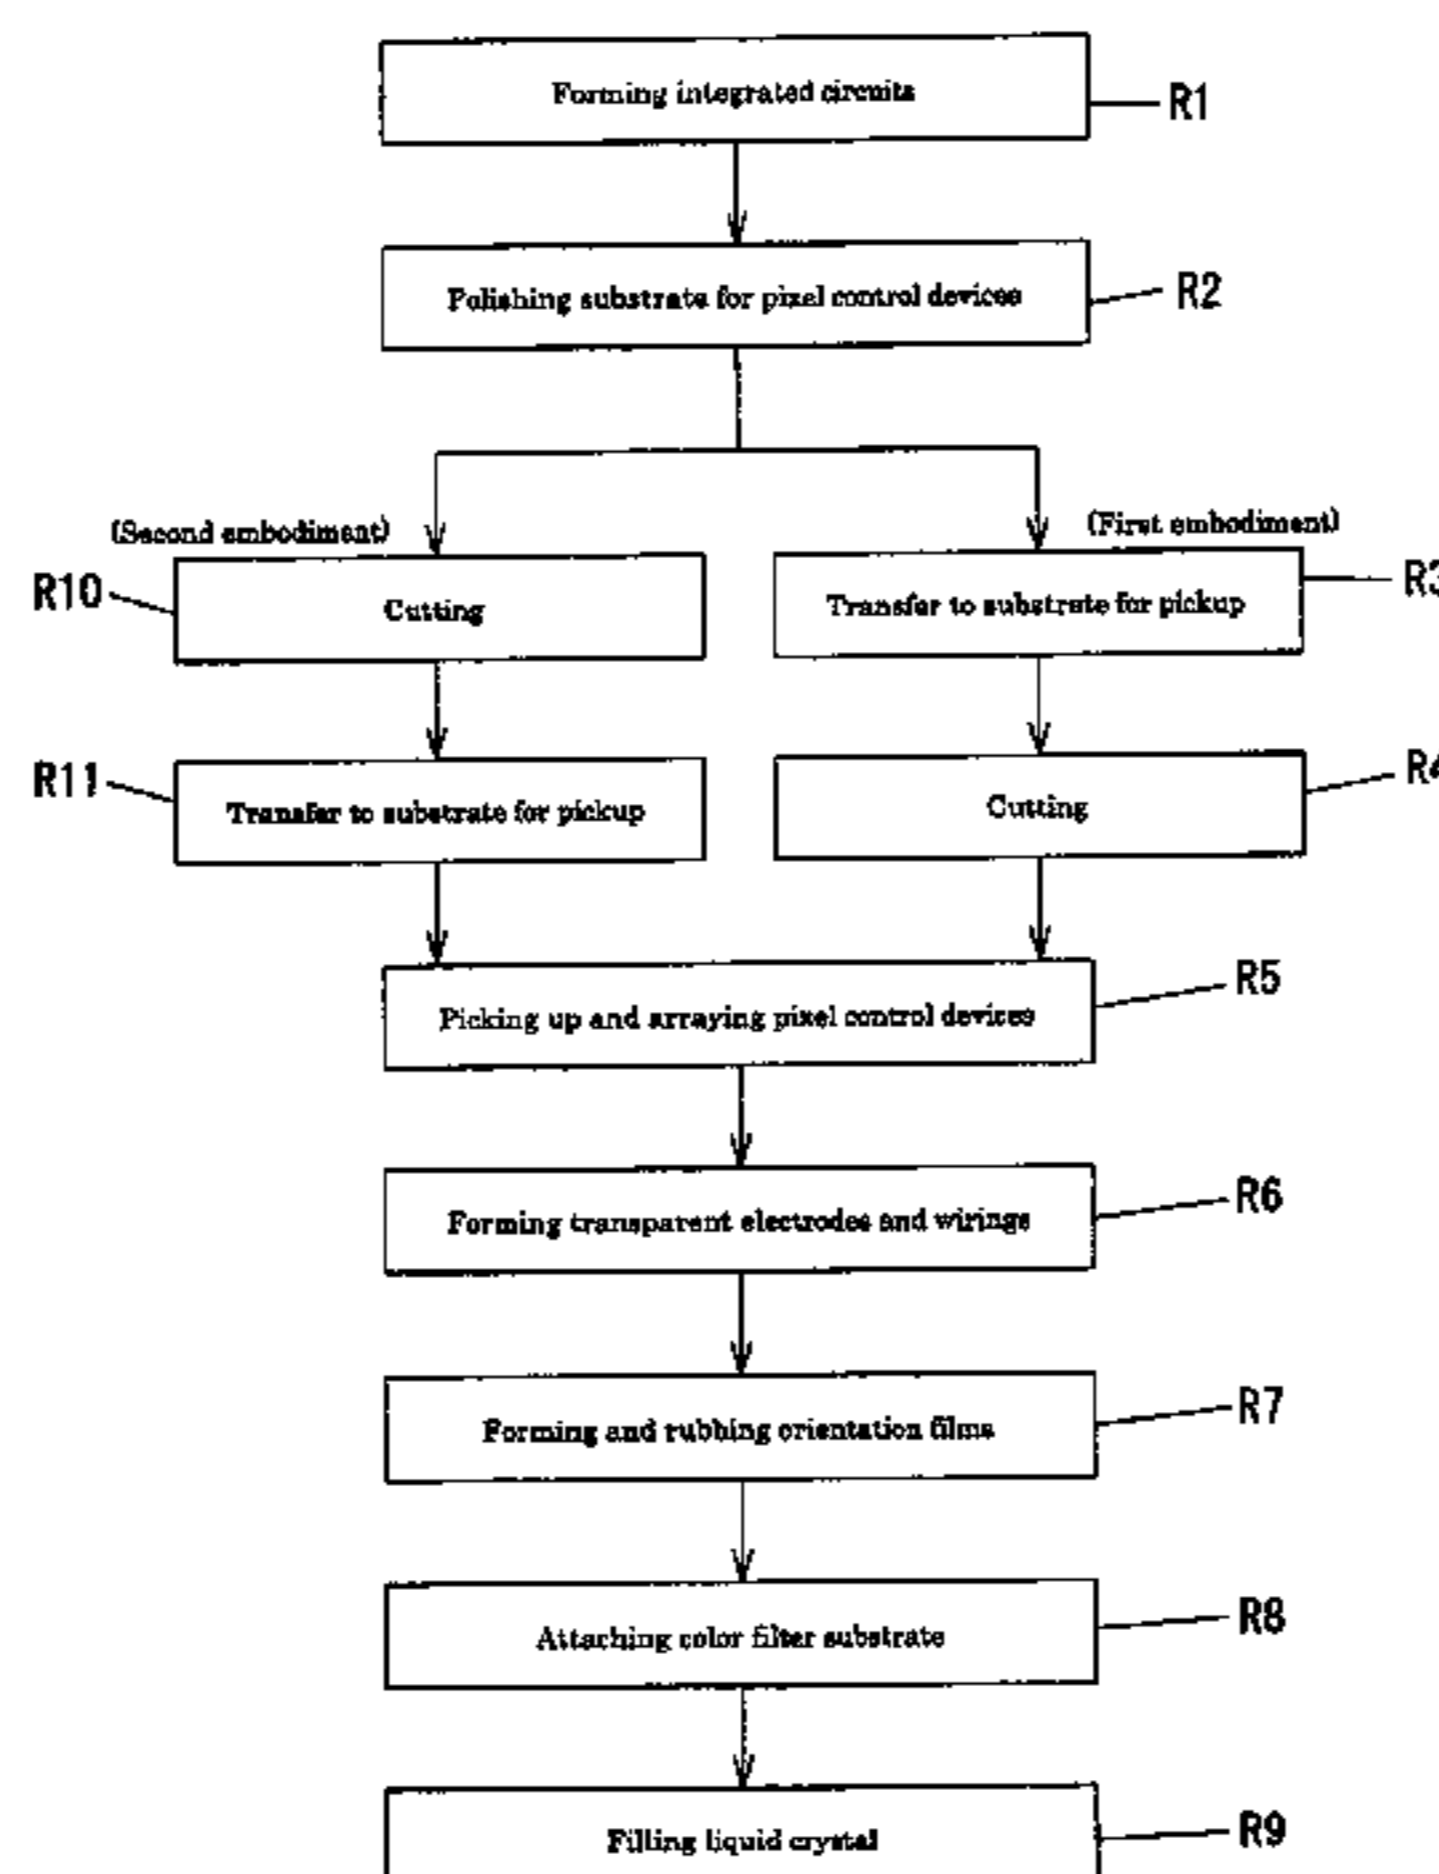 Forming integrated circuits
R1
Polishing substrate for pixel control devices
R2
(Second embodiment)
(First embodiment)
R10
Cutting
Transfer to substrate for pickup
R3
R11
Transfer to substrate for pickup
Cutting
R4
Picking up and arraying pixel control devices
R5
Forming transparent electrodes and wirings
R6
Forming and rubbing orientation films
R7
Attaching color filter substrate
R8
Filling liquid crystal
R9